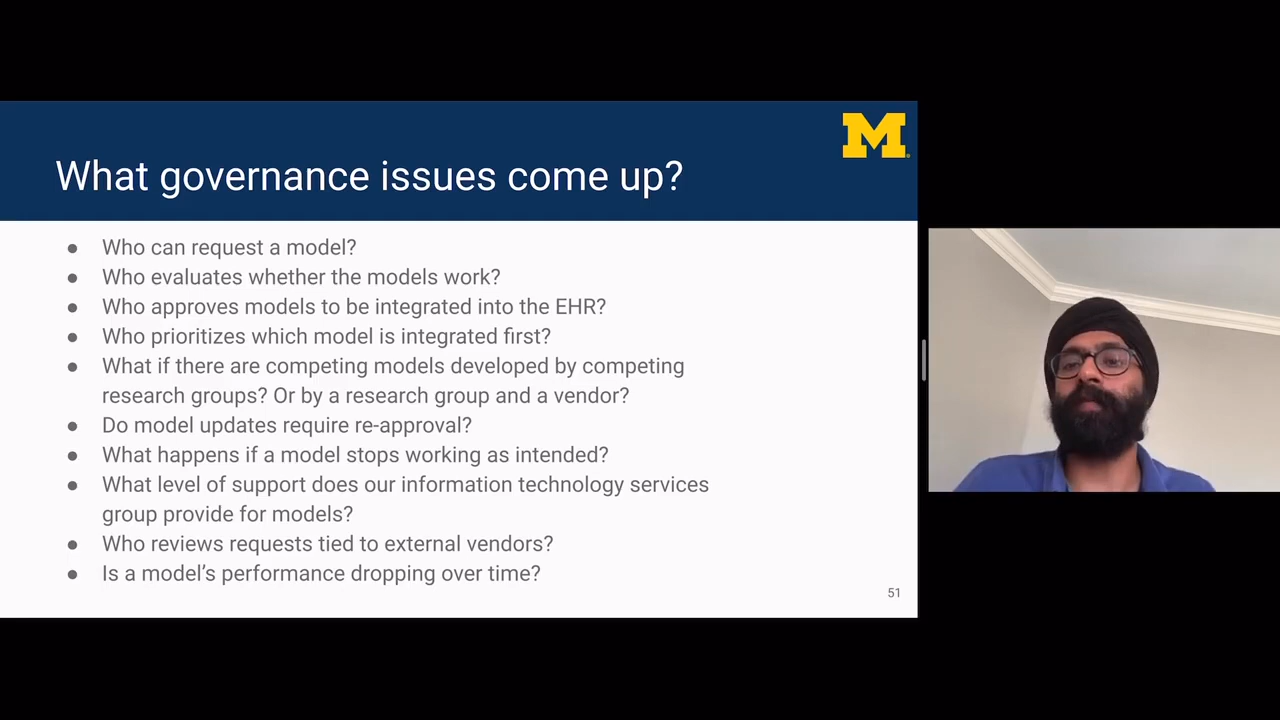 M
What governance issues come up?
● Who can request a model?
● Who evaluates whether the models work?
● Who approves models to be integrated into the EHR?
● Who prioritizes which model is integrated first?
● What if there are competing models developed by competing
research groups? Or by a research group and a vendor?
● Do model updates require re-approval?
● What happens if a model stops working as intended?
● What level of support does our information technology services
group provide for models?
● Who reviews requests tied to external vendors?
● Is a model's performance dropping over time?
51